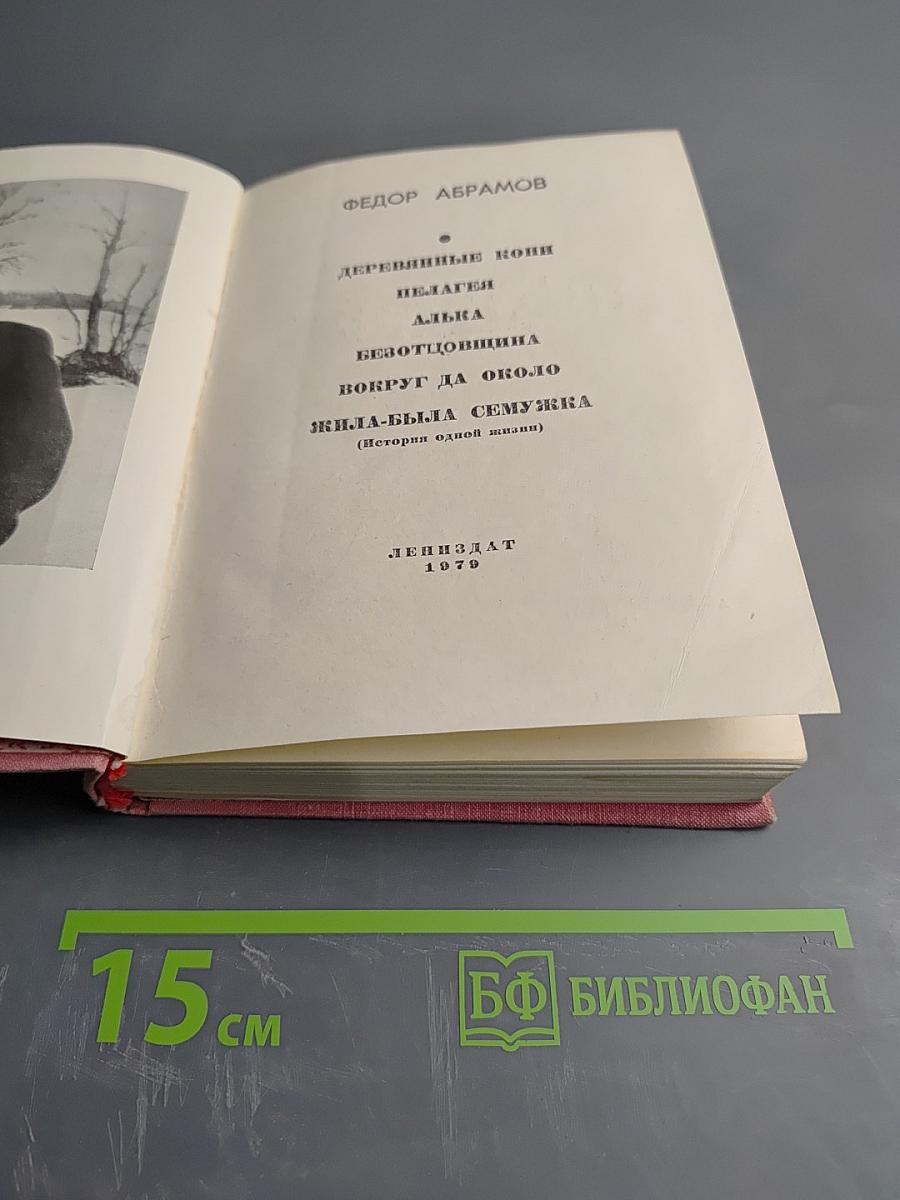 ФЕДОР АБРАМОВ
ДЕРЕВЯННЫЕ КОНИ
ПЕЛАГЕЯ
АЛЬКА
БЕЗОТЦОВЩИНА
ВОКРУГ ДА ОКОЛО
ЖИЛА-БЫЛА СЕМУЖКА
(История одной жизни)
ЛЕНИЗДАТ
1979
15 см
БФ БИБЛИОФАН